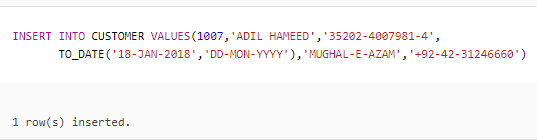 INSERT INTO CUSTOMER VALUES(1007,'ADIL HAMEED','35202-4007981-4',
TO_DATE('18-JAN-2018','DD-MON-YYYY'),'MUGHAL-E-AZAM','+92-42-31246660')
1 row(s) inserted.